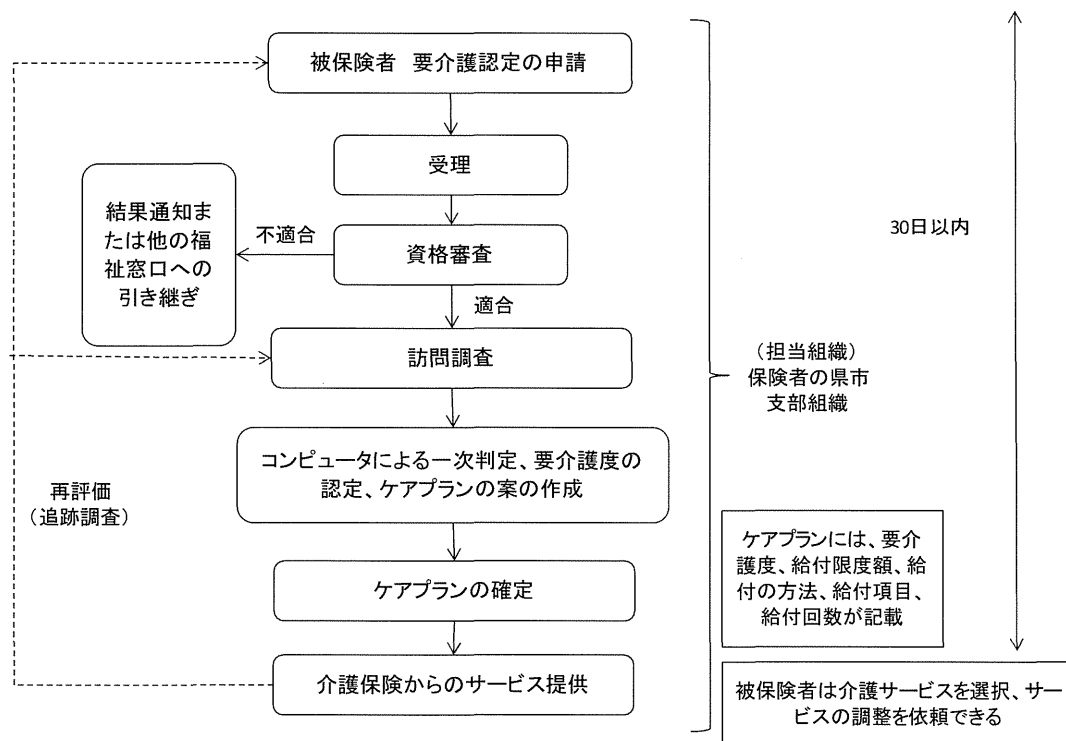 被保険者 要介護認定の申請
受理
結果通知ま
たは他の福
祉窓口への
引き継ぎ
不適合
資格審査
適合
訪問調査
コンピュータによる一次判定、要介護度の
認定、ケアプランの案の作成
ケアプランの確定
介護保険からのサービス提供
再評価
（追跡調査）
（担当組織）
保険者の県市
支部組織
30日以内
ケアプランには、要介
護度、給付限度額、給
付の方法、給付項目、
給付回数が記載
被保険者は介護サービスを選択、サー
ビスの調整を依頼できる